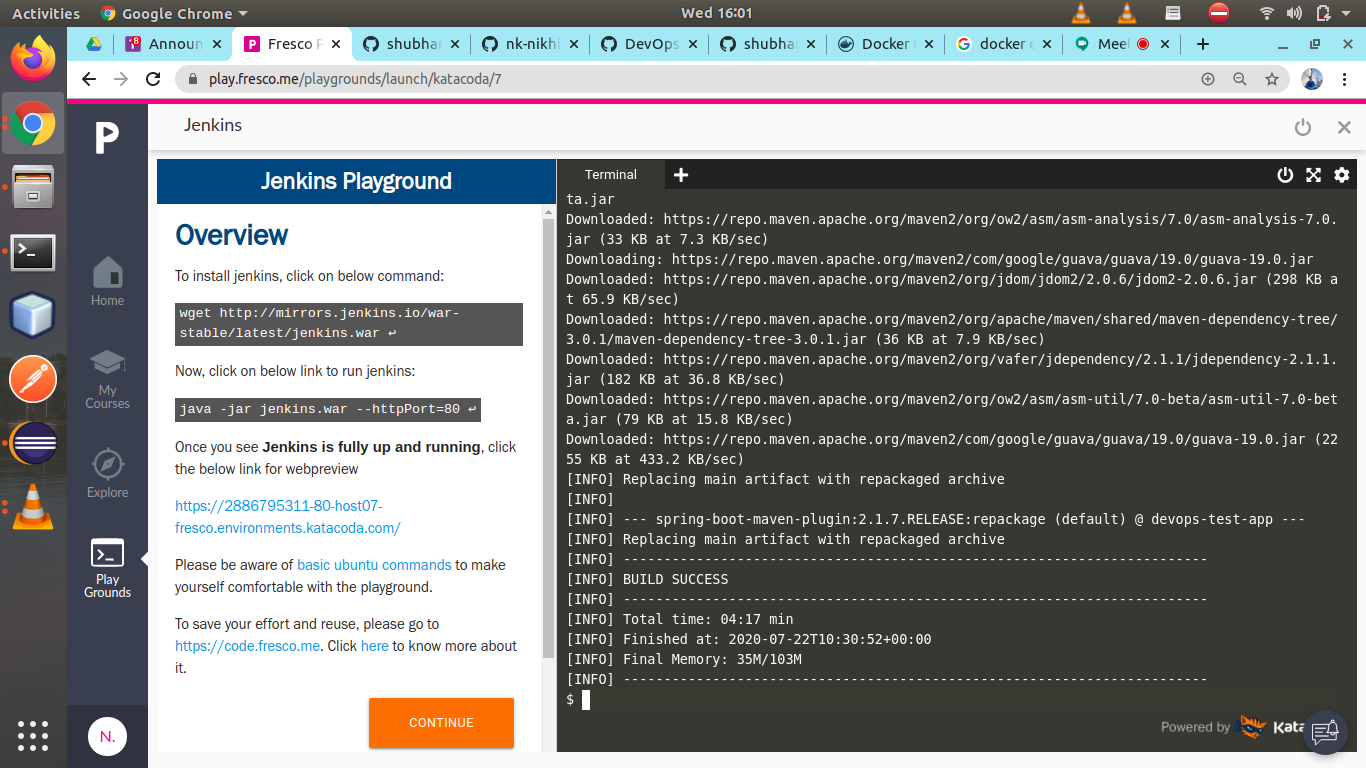 Activities
Google Chrome
Wed 16:01
8
Announ
Fresco P
shubhan
nk-nikhi
DevOps
shubhan
Docker
docker c
Meet
play.fresco.me/playgrounds/launch/katacoda/7
P
Home
My
Courses
Explore
Play
Grounds
N.
Jenkins
Jenkins Playground
Overview
To install jenkins, click on below command:
wget http://mirrors.jenkins.io/war-
stable/latest/jenkins.war ↩
Now, click on below link to run jenkins:
java -jar jenkins.war --httpPort=80 ↩
Once you see Jenkins is fully up and running, click
the below link for webpreview
https://2886795311-80-host07-
fresco.environments.katacoda.com/
Please be aware of basic ubuntu commands to make
yourself comfortable with the playground.
To save your effort and reuse, please go to
https://code.fresco.me. Click here to know more about
it.
CONTINUE
Terminal
ta.jar
Downloaded: https://repo.maven.apache.org/maven2/org/ow2/asm/asm-analysis/7.0/asm-analysis-7.0.
jar (33 KB at 7.3 KB/sec)
Downloading: https://repo.maven.apache.org/maven2/com/google/guava/guava/19.0/guava-19.0.jar
Downloaded: https://repo.maven.apache.org/maven2/org/jdom/jdom2/2.0.6/jdom2-2.0.6.jar (298 KB a
t 65.9 KB/sec)
Downloaded: https://repo.maven.apache.org/maven2/org/apache/maven/shared/maven-dependency-tree/
3.0.1/maven-dependency-tree-3.0.1.jar (36 KB at 7.9 KB/sec)
Downloaded: https://repo.maven.apache.org/maven2/org/vafer/jdependency/2.1.1/jdependency-2.1.1.
jar (182 KB at 36.8 KB/sec)
Downloaded: https://repo.maven.apache.org/maven2/org/ow2/asm/asm-util/7.0-beta/asm-util-7.0-bet
a.jar (79 KB at 15.8 KB/sec)
Downloaded: https://repo.maven.apache.org/maven2/com/google/guava/guava/19.0/guava-19.0.jar (22
55 KB at 433.2 KB/sec)
[INFO] Replacing main artifact with repackaged archive
[INFO]
[INFO] --- spring-boot-maven-plugin:2.1.7.RELEASE:repackage (default) @ devops-test-app ---
[INFO] Replacing main artifact with repackaged archive
[INFO] ------------------------------------------------------------------------
[INFO] BUILD SUCCESS
[INFO] ------------------------------------------------------------------------
[INFO] Total time: 04:17 min
[INFO] Finished at: 2020-07-22T10:30:52+00:00
[INFO] Final Memory: 35M/103M
[INFO] ------------------------------------------------------------------------
$
Powered by Kata